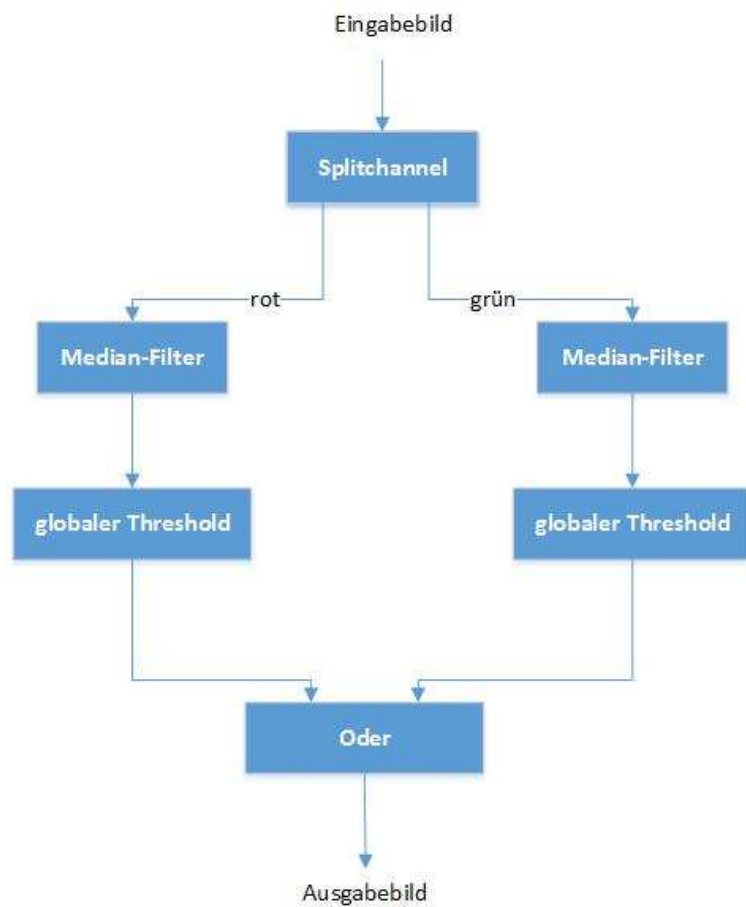 Eingabebild
Splitchannel
rot
grün
Median-Filter
Median-Filter
globaler Threshold
globaler Threshold
Oder
Ausgabebild